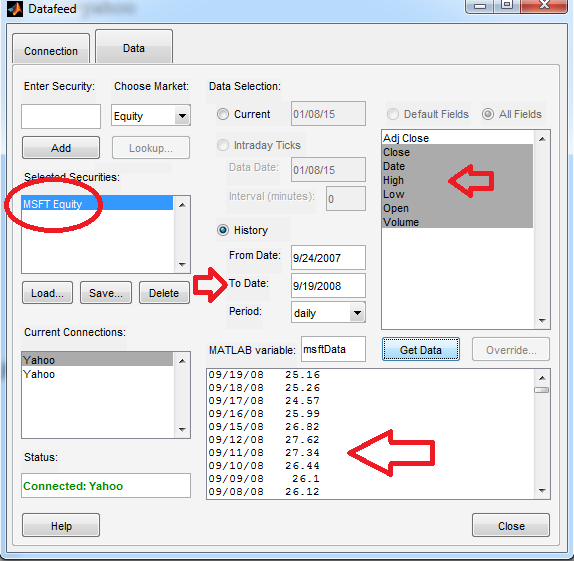 Datafeed
yahoo
Connection
Data
Enter Security:
Choose Market:
Equity
Add
Lookup...
Selected Securities:
MSFT Equity
Load...
Save...
Delete
Current Connections:
Yahoo
Yahoo
Status:
Connected: Yahoo
Help
Data Selection:
Current
01/08/15
Intraday Ticks
Data Date:
01/08/15
Interval (minutes):
0
History
From Date:
9/24/2007
To Date:
9/19/2008
Period:
daily
Default Fields
All Fields
Adj Close
Close
Date
High
Low
Open
Volume
MATLAB variable:
msftData
Get Data
Override...
09/19/08 25.16
09/18/08 25.26
09/17/08 24.57
09/16/08 25.99
09/15/08 26.82
09/12/08 27.62
09/11/08 27.34
09/10/08 26.44
09/09/08 26.1
09/08/08 26.12
Close